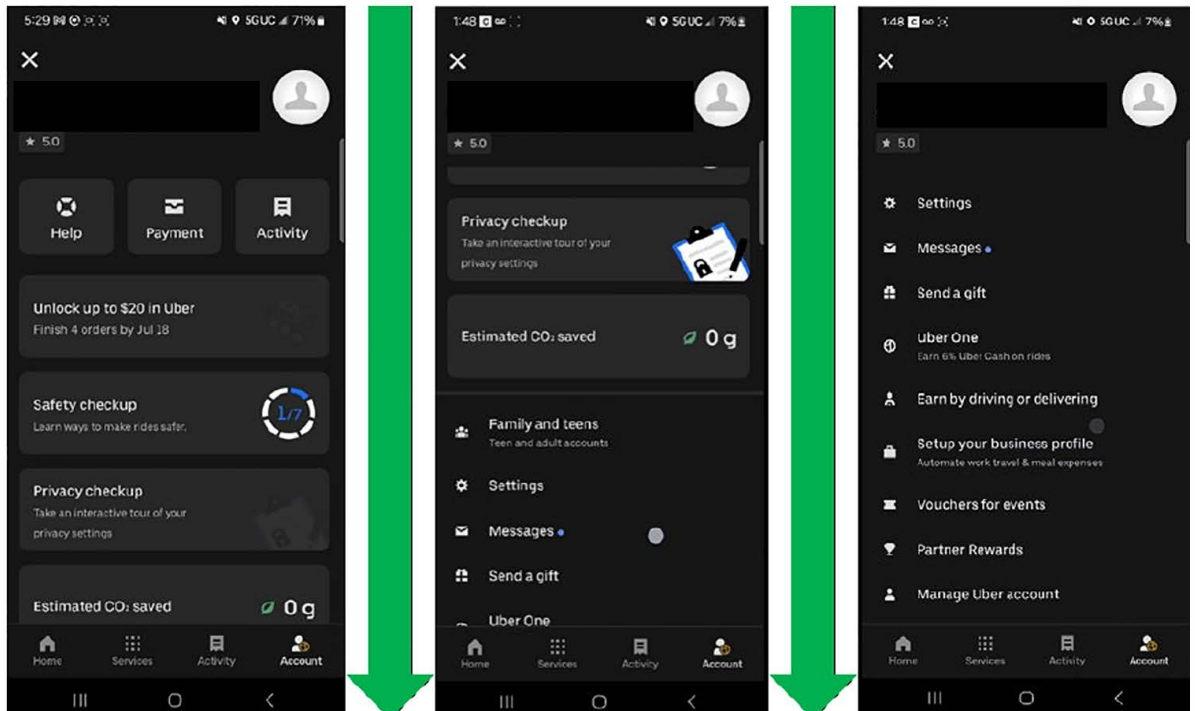 5:29
5G UC 71%
★ 5.0
Help
Payment
Activity
Unlock up to $20 in Uber
Finish 4 orders by Jul 18
Safety checkup
Learn ways to make rides safer.
1/7
Privacy checkup
Take an interactive tour of your
privacy settings
Estimated CO₂ saved
0 g
Home
Services
Activity
Account
1:48
5G UC 7%
★ 5.0
Privacy checkup
Take an interactive tour of your
privacy settings
Estimated CO₂ saved
0 g
Family and teens
Teen and adult accounts
Settings
Messages
Send a gift
Uber One
Home
Services
Activity
Account
1:48
5G UC 7%
★ 5.0
Settings
Messages
Send a gift
Uber One
Earn 6% Uber Cash on rides
Earn by driving or delivering
Setup your business profile
Automate work travel & meal expenses
Vouchers for events
Partner Rewards
Manage Uber account
Home
Services
Activity
Account